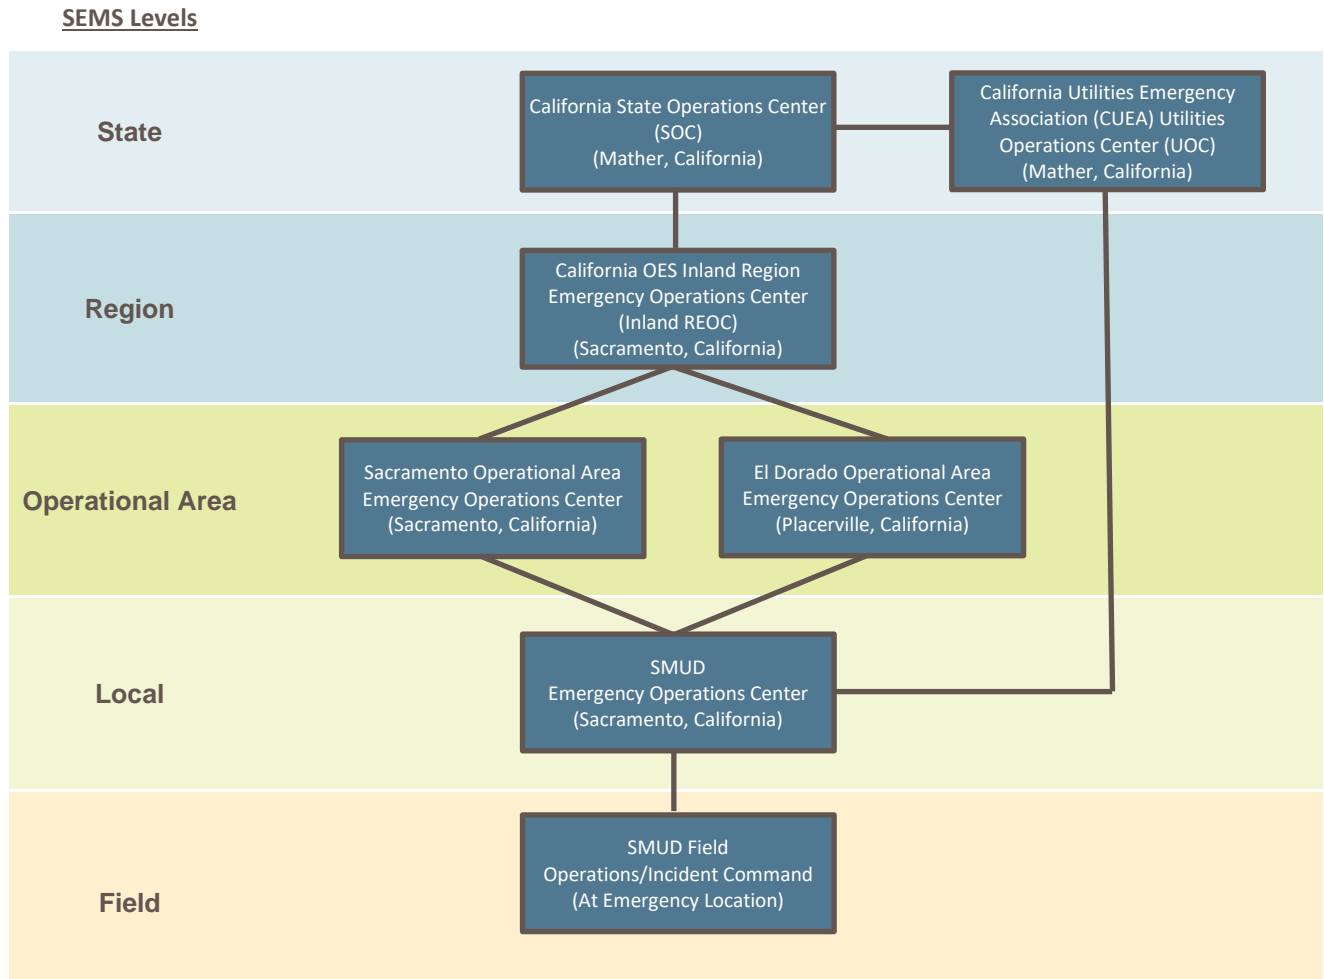 SEMS Levels
State
California State Operations Center
(SOC)
(Mather, California)
California Utilities Emergency
Association (CUEA) Utilities
Operations Center (UOC)
(Mather, California)
Region
California OES Inland Region
Emergency Operations Center
(Inland REOC)
(Sacramento, California)
Operational Area
Sacramento Operational Area
Emergency Operations Center
(Sacramento, California)
El Dorado Operational Area
Emergency Operations Center
(Placerville, California)
Local
SMUD
Emergency Operations Center
(Sacramento, California)
Field
SMUD Field
Operations/Incident Command
(At Emergency Location)